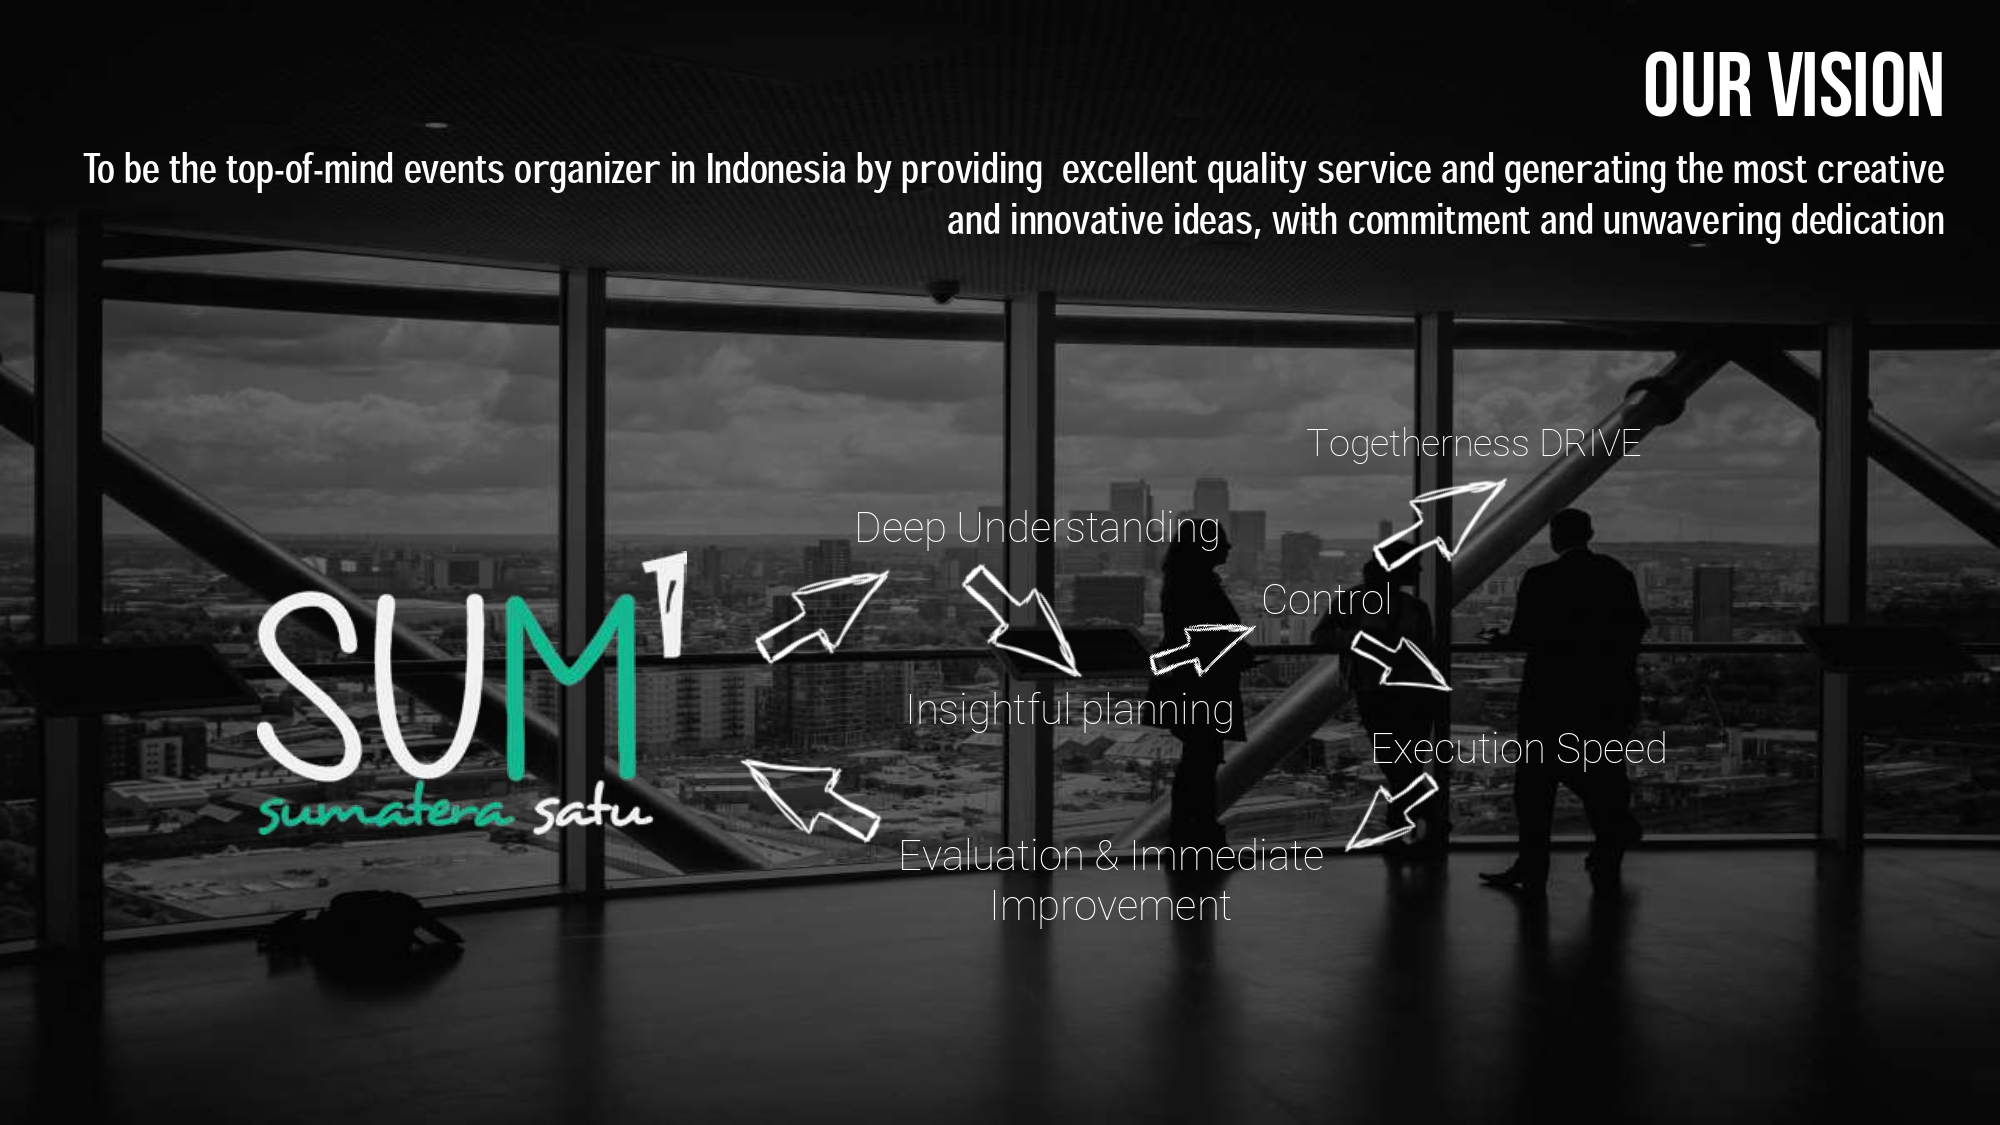 OUR VISION
To be the top-of-mind events organizer in Indonesia by providing excellent quality service and generating the most creative
and innovative ideas, with commitment and unwavering dedication
Togetherness DRIVE
Deep Understanding
Control
SUM1
sumatera satu
Insightful planning
Execution Speed
Evaluation & Immediate
Improvement